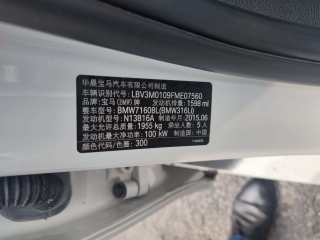 华晨宝马汽车有限公司制造
车辆识别代号: LBV3M0109FME07560
品牌: 宝马(BMW)牌 发动机排量: 1598 ml
整车型号: BMW7160BL(BMW316Li)
发动机型号: N13B16A 制造年月: 2015.06
最大允许总质量: 1955 kg 乘坐人数: 5 人
发动机最大净功率: 100 kW 制造国: 中国
颜色代码/色漆: 300